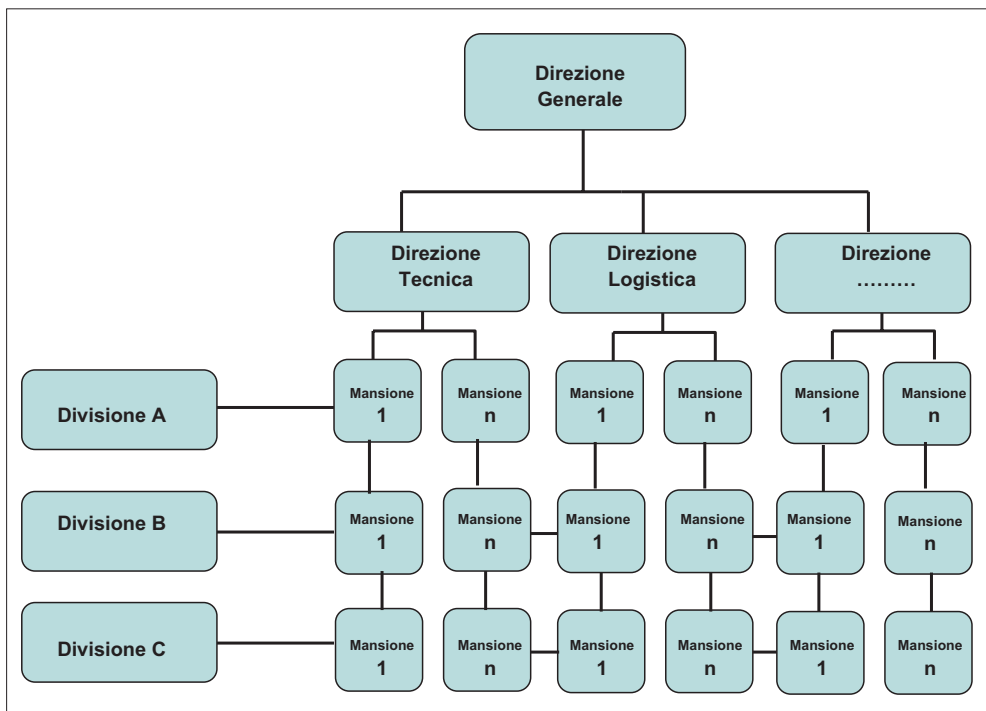 Direzione
Generale
Direzione
Tecnica
Direzione
Logistica
Direzione
………
Divisione A
Mansione
1
Mansione
n
Mansione
1
Mansione
n
Mansione
1
Mansione
n
Divisione B
Mansione
1
Mansione
n
Mansione
1
Mansione
n
Mansione
1
Mansione
n
Divisione C
Mansione
1
Mansione
n
Mansione
1
Mansione
n
Mansione
1
Mansione
n